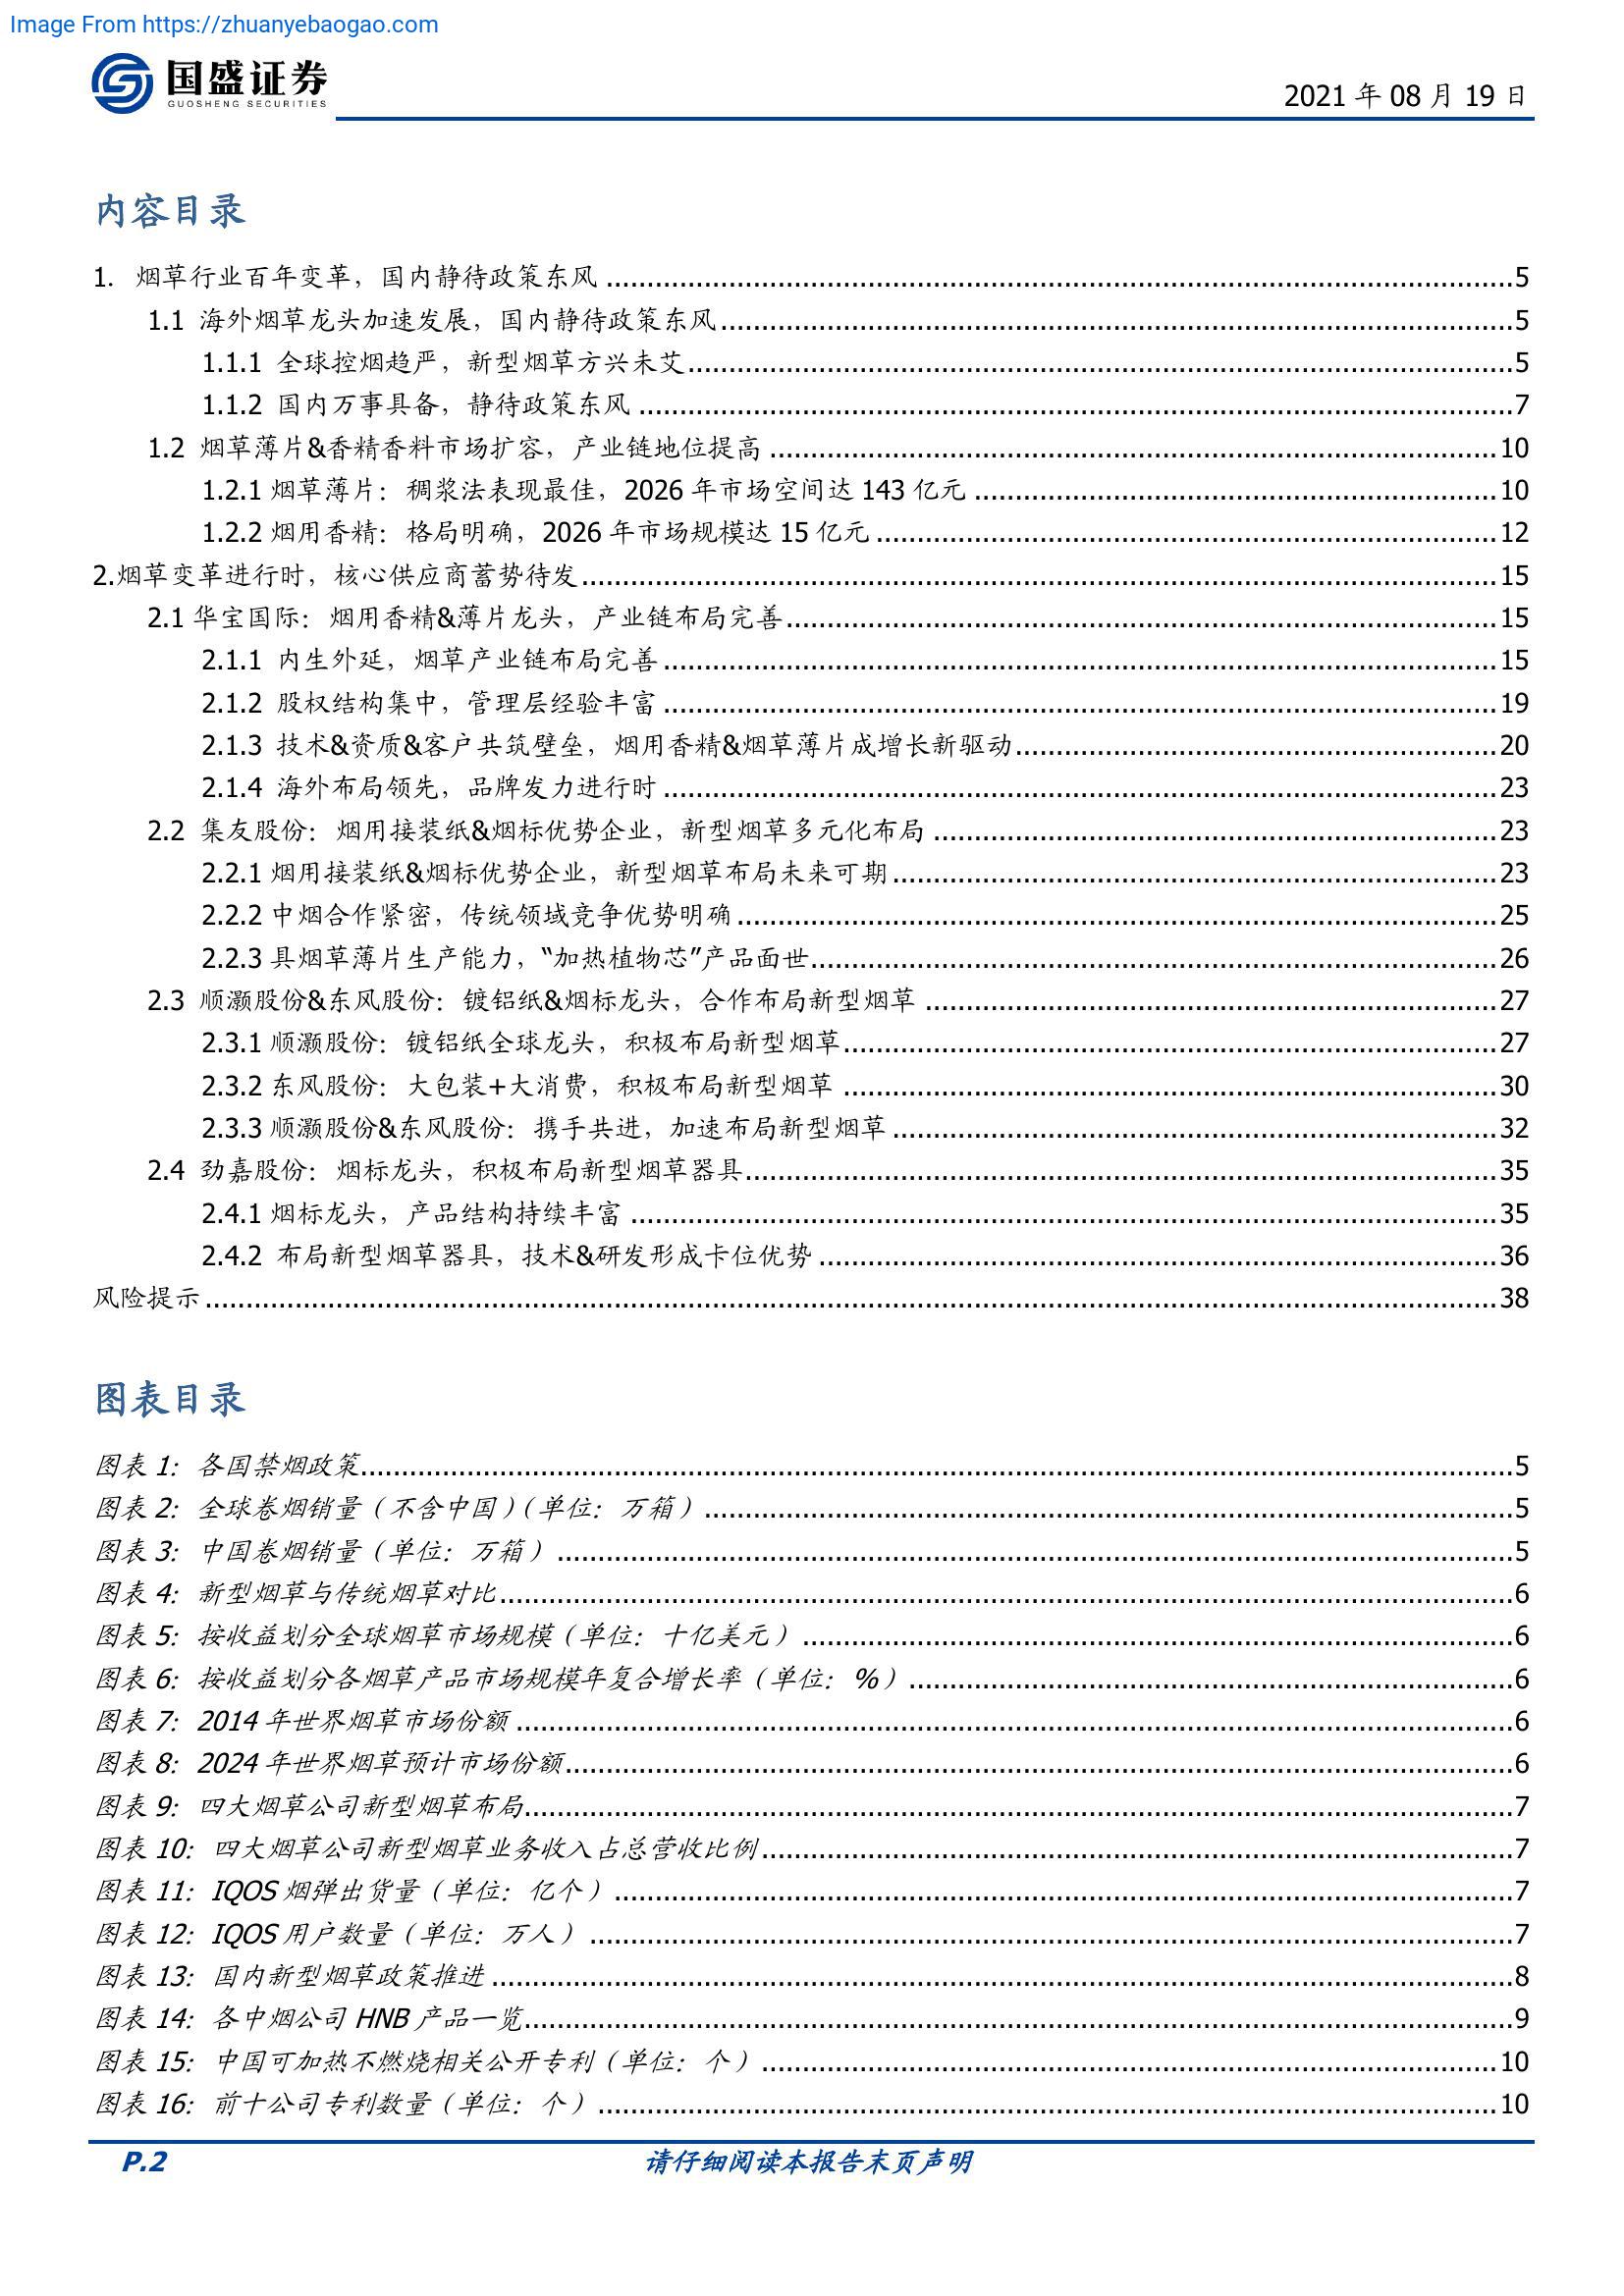 Image From https://zhuanyebaogao.com
国盛证券
GUOSHENG SECURITIES
2021 年 08 月 19 日
内容目录
1. 烟草行业百年变革，国内静待政策东风 ........ 5
1.1 海外烟草龙头加速发展，国内静待政策东风 ........ 5
1.1.1 全球控烟趋严，新型烟草方兴未艾 ........ 5
1.1.2 国内万事具备，静待政策东风 ........ 7
1.2 烟草薄片&香精香料市场扩容，产业链地位提高 ........ 10
1.2.1 烟草薄片：稠浆法表现最佳，2026 年市场空间达 143 亿元 ........ 10
1.2.2 烟用香精：格局明确，2026 年市场规模达 15 亿元 ........ 12
2.烟草变革进行时，核心供应商蓄势待发 ........ 15
2.1 华宝国际：烟用香精&薄片龙头，产业链布局完善 ........ 15
2.1.1 内生外延，烟草产业链布局完善 ........ 15
2.1.2 股权结构集中，管理层经验丰富 ........ 19
2.1.3 技术&资质&客户共筑壁垒，烟用香精&烟草薄片成增长新驱动 ........ 20
2.1.4 海外布局领先，品牌发力进行时 ........ 23
2.2 集友股份：烟用接装纸&烟标优势企业，新型烟草多元化布局 ........ 23
2.2.1 烟用接装纸&烟标优势企业，新型烟草布局未来可期 ........ 23
2.2.2 中烟合作紧密，传统领域竞争优势明确 ........ 25
2.2.3 具烟草薄片生产能力，“加热植物芯”产品面世 ........ 26
2.3 顺灏股份&东风股份：镀铝纸&烟标龙头，合作布局新型烟草 ........ 27
2.3.1 顺灏股份：镀铝纸全球龙头，积极布局新型烟草 ........ 27
2.3.2 东风股份：大包装+大消费，积极布局新型烟草 ........ 30
2.3.3 顺灏股份&东风股份：携手共进，加速布局新型烟草 ........ 32
2.4 劲嘉股份：烟标龙头，积极布局新型烟草器具 ........ 35
2.4.1 烟标龙头，产品结构持续丰富 ........ 35
2.4.2 布局新型烟草器具，技术&研发形成卡位优势 ........ 36
风险提示 ........ 38
图表目录
图表 1：各国禁烟政策 ........ 5
图表 2：全球卷烟销量（不含中国）（单位：万箱） ........ 5
图表 3：中国卷烟销量（单位：万箱） ........ 5
图表 4：新型烟草与传统烟草对比 ........ 6
图表 5：按收益划分全球烟草市场规模（单位：十亿美元） ........ 6
图表 6：按收益划分各烟草产品市场规模年复合增长率（单位：%） ........ 6
图表 7：2014 年世界烟草市场份额 ........ 6
图表 8：2024 年世界烟草预计市场份额 ........ 6
图表 9：四大烟草公司新型烟草布局 ........ 7
图表 10：四大烟草公司新型烟草业务收入占总营收比例 ........ 7
图表 11：IQOS 烟弹出货量（单位：亿个） ........ 7
图表 12：IQOS 用户数量（单位：万人） ........ 7
图表 13：国内新型烟草政策推进 ........ 8
图表 14：各中烟公司 HNB 产品一览 ........ 9
图表 15：中国可加热不燃烧相关公开专利（单位：个） ........ 10
图表 16：前十公司专利数量（单位：个） ........ 10
P.2
请仔细阅读本报告末页声明